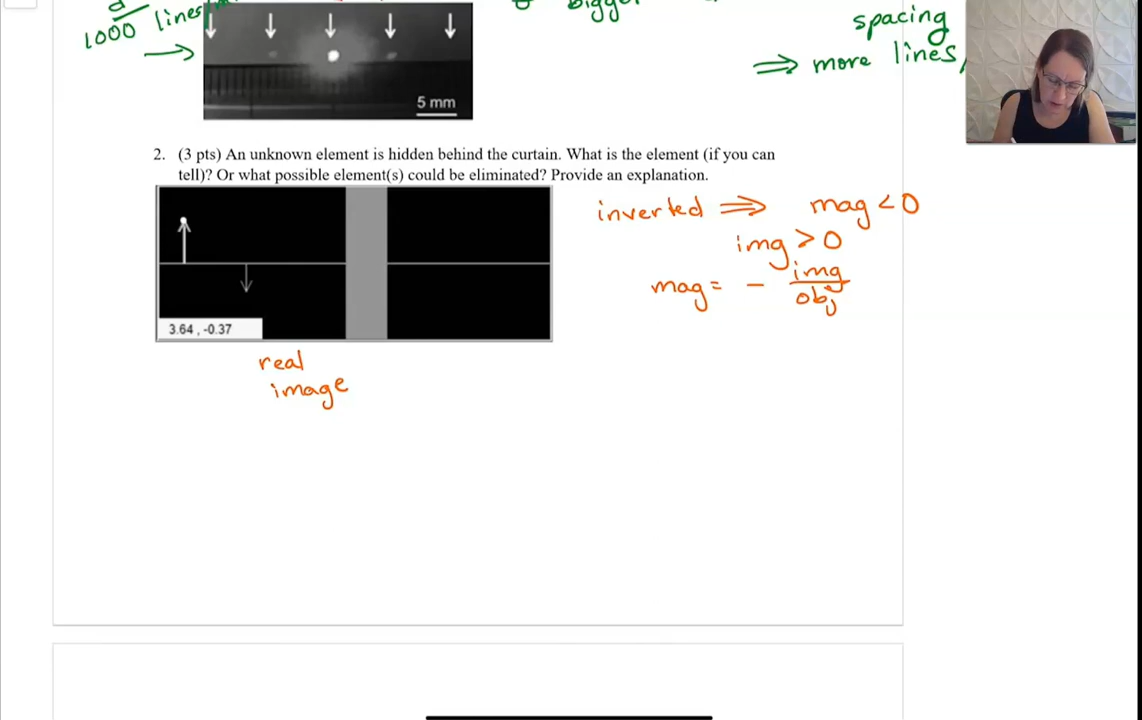 1000 lines/
bigger
spacing
⇒ more lines
5 mm
2. (3 pts) An unknown element is hidden behind the curtain. What is the element (if you can
tell)? Or what possible element(s) could be eliminated? Provide an explanation.
inverted ⇒ mag < 0
img > 0
mag = - img/obj
3.64 , -0.37
real
image